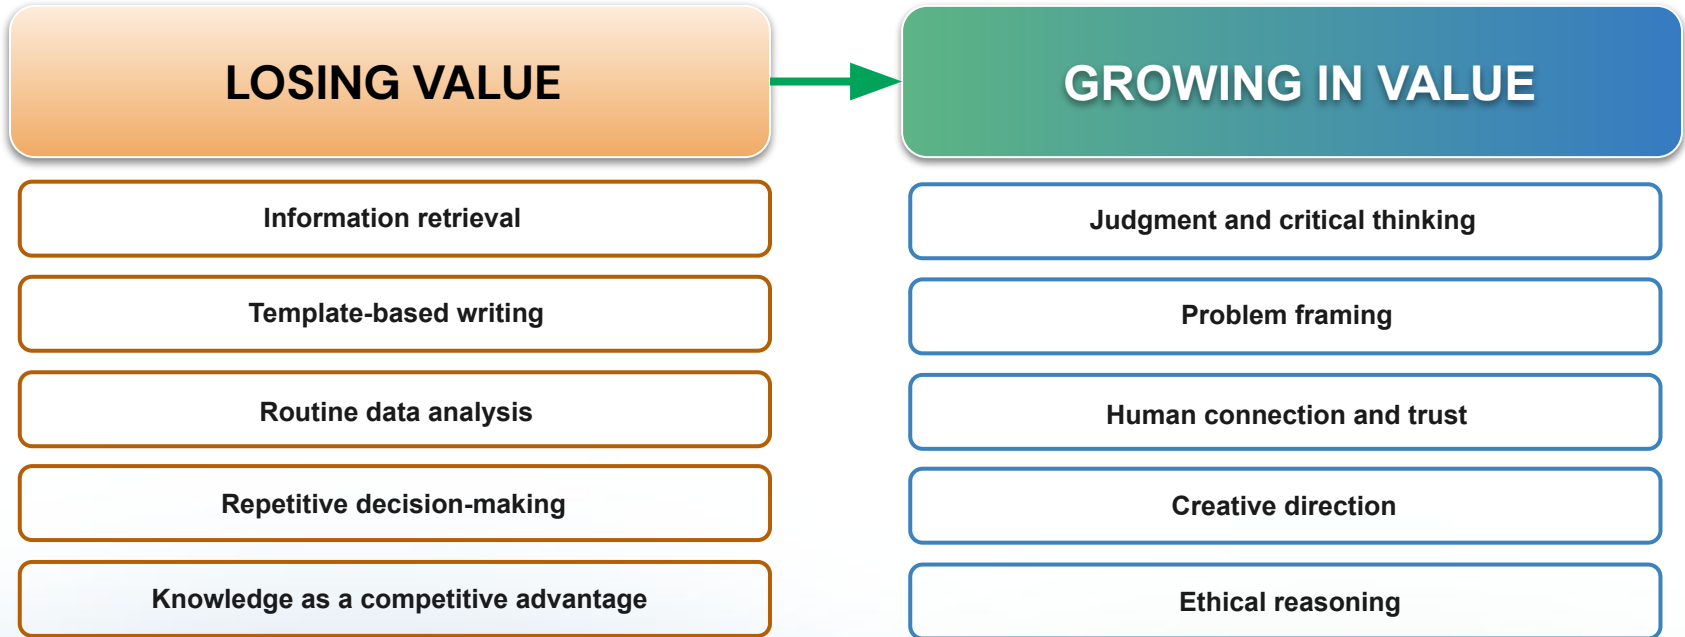 LOSING VALUE
GROWING IN VALUE
Information retrieval
Judgment and critical thinking
Template-based writing
Problem framing
Routine data analysis
Human connection and trust
Repetitive decision-making
Creative direction
Knowledge as a competitive advantage
Ethical reasoning